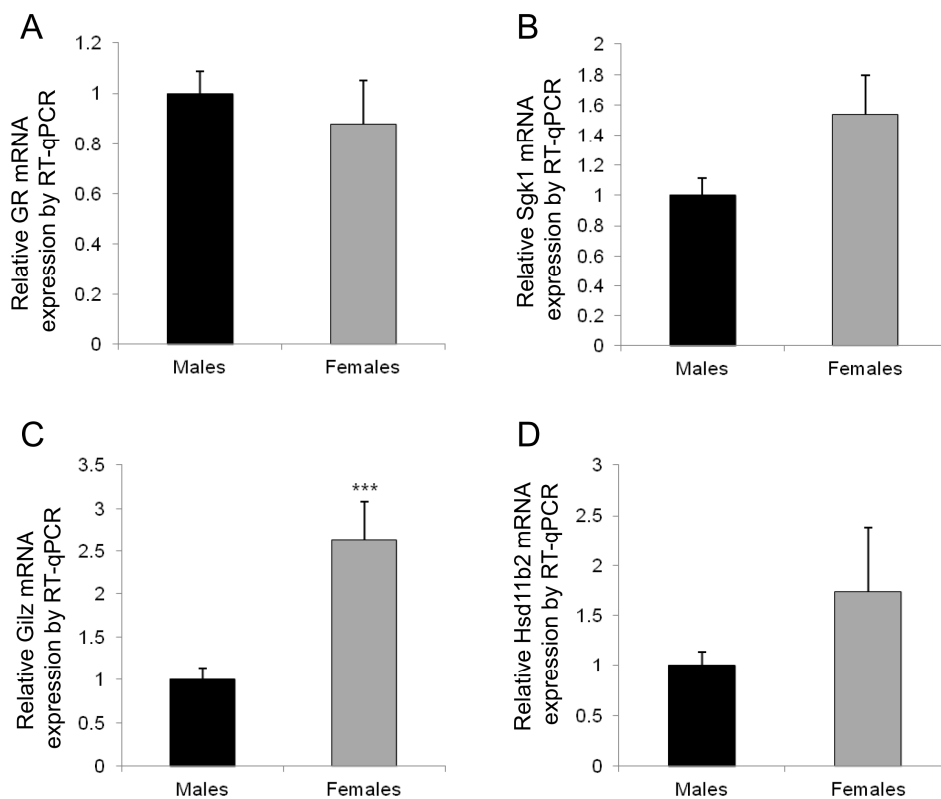 A
Relative GR mRNA
expression by RT-qPCR
1.2
1
0.8
0.6
0.4
0.2
0
Males Females
B
Relative Sgk1 mRNA
expression by RT-qPCR
2
1.8
1.6
1.4
1.2
1
0.8
0.6
0.4
0.2
0
Males Females
C
Relative Gilz mRNA
expression by RT-qPCR
3.5
3
2.5
2
1.5
1
0.5
0
***
Males Females
D
Relative Hsd11b2 mRNA
expression by RT-qPCR
3
2.5
2
1.5
1
0.5
0
Males Females